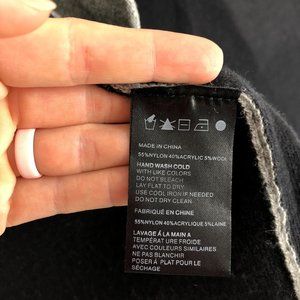 MADE IN CHINA
55%NYLON 40%ACRYLIC 5%WOOL
HAND WASH COLD
WITH LIKE COLORS
DO NOT BLEACH
LAY FLAT TO DRY
USE COOL IRON IF NEEDED
DO NOT DRY CLEAN
FABRIQUÉ EN CHINE
55%NYLON 40%ACRYLIQUE 5%LAINE
LAVAGE À LA MAIN A
TEMPÉRATURE FROIDE
AVEC COULEURS SIMILAIRES
NE PAS BLANCHIR
POSER À PLAT POUR LE
SÉCHAGE